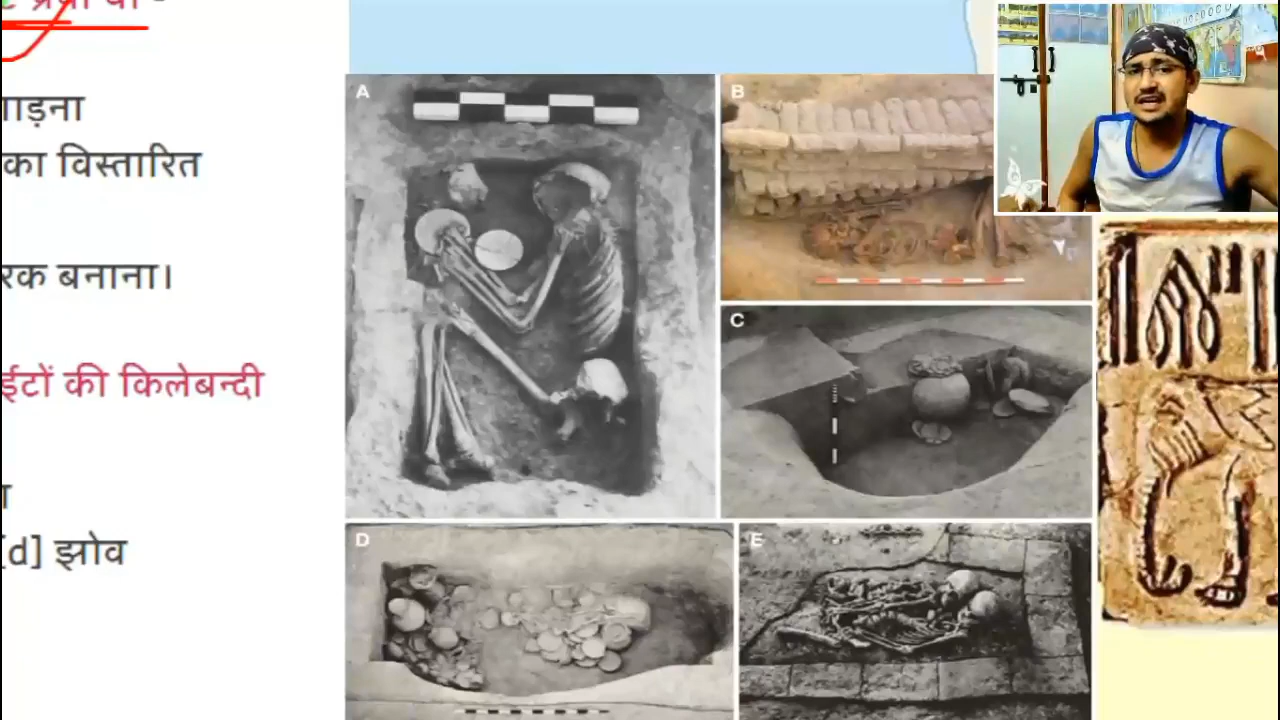 गाड़ना
का विस्तारित
रक बनाना।
ईटों की किलेबन्दी
[d] झोव
A
B
C
D
E